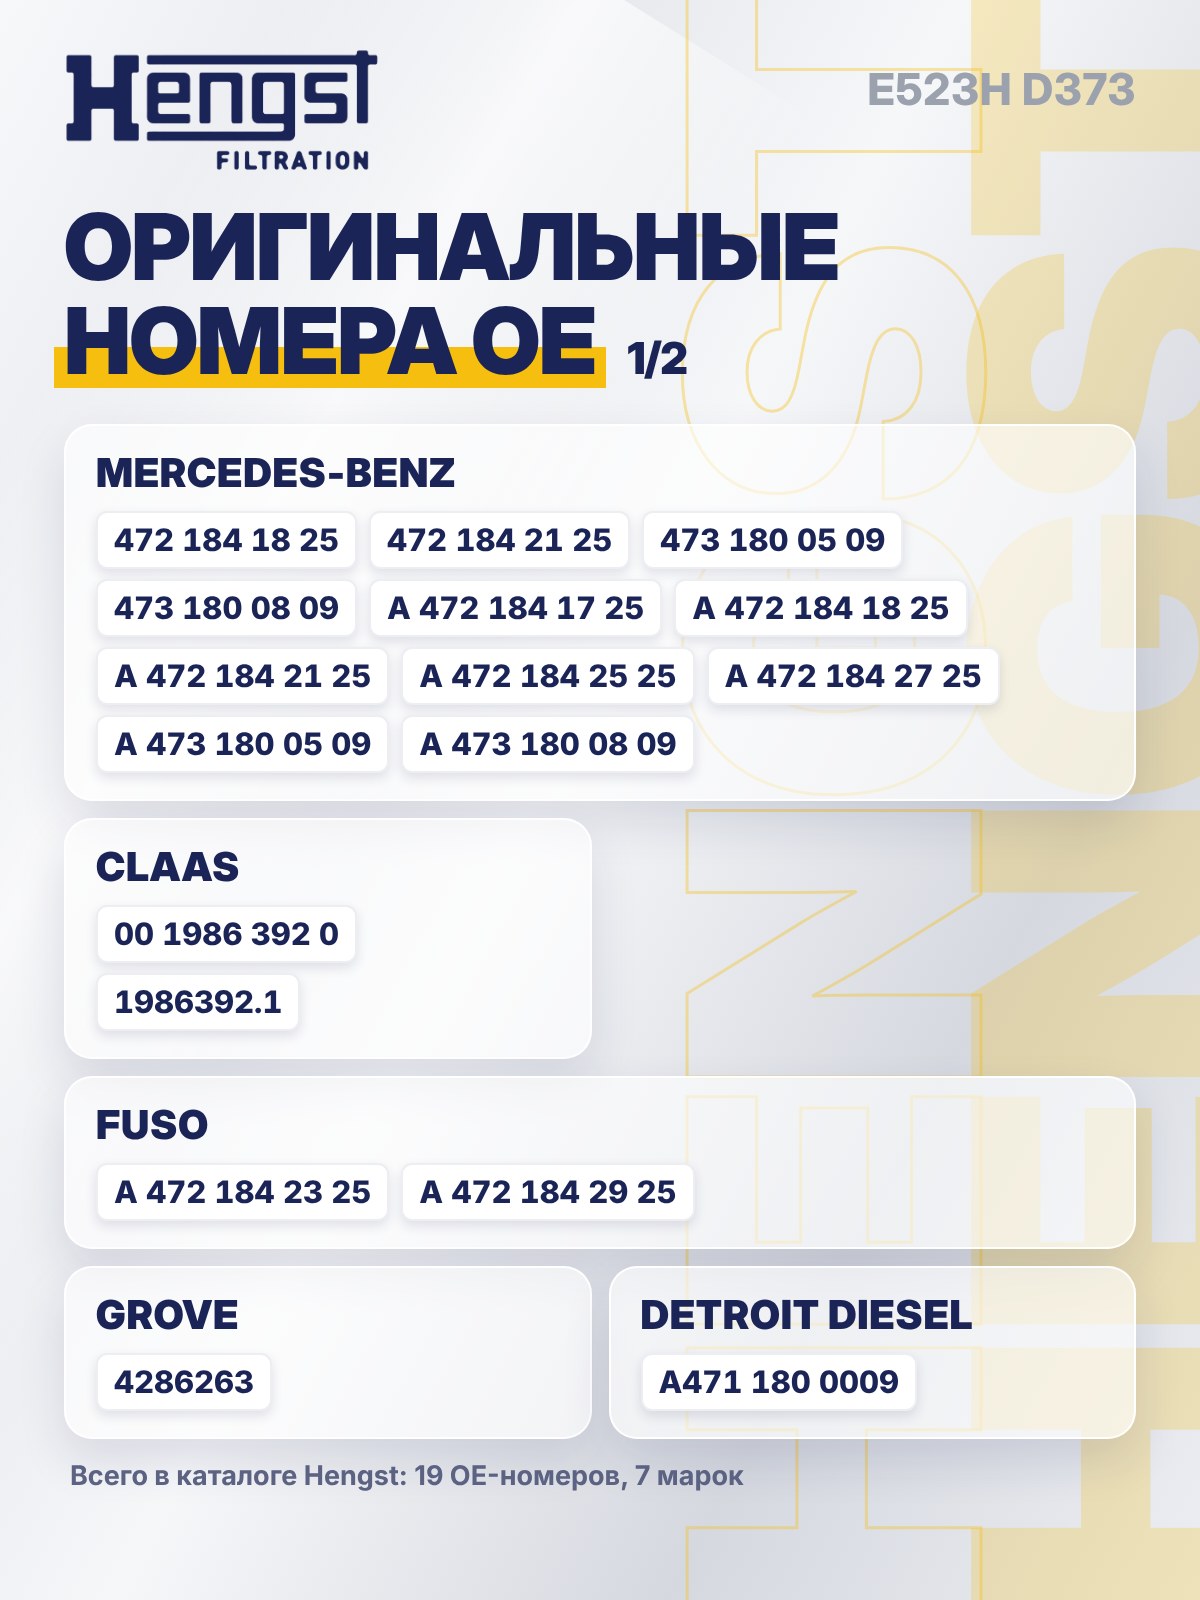 Hengst
FILTRATION
E523H D373
ОРИГИНАЛЬНЫЕ
НОМЕРА ОЕ 1/2
MERCEDES-BENZ
472 184 18 25
472 184 21 25
473 180 05 09
473 180 08 09
A 472 184 17 25
A 472 184 18 25
A 472 184 21 25
A 472 184 25 25
A 472 184 27 25
A 473 180 05 09
A 473 180 08 09
CLAAS
00 1986 392 0
1986392.1
FUSO
A 472 184 23 25
A 472 184 29 25
GROVE
4286263
DETROIT DIESEL
A471 180 0009
Всего в каталоге Hengst: 19 ОЕ-номеров, 7 марок
HENGST
HENGST